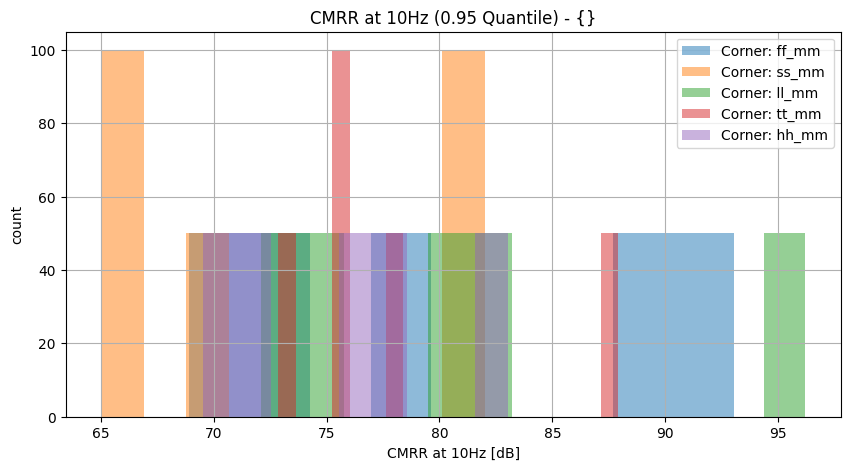 CMRR at 10Hz (0.95 Quantile) - {}
Corner: ff_mm
Corner: ss_mm
Corner: ll_mm
Corner: tt_mm
Corner: hh_mm
100
80
60
40
20
0
count
65 70 75 80 85 90 95
CMRR at 10Hz [dB]